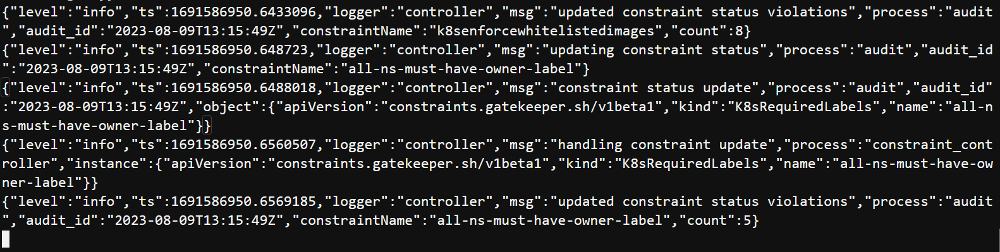 {"level":"info","ts":1691586950.6433096,"logger":"controller","msg":"updated constraint status violations","process":"audit
","audit_id":"2023-08-09T13:15:49Z","constraintName":"k8senforcewhitelistedimages","count":8}
{"level":"info","ts":1691586950.648723,"logger":"controller","msg":"updating constraint status","process":"audit","audit_id
":"2023-08-09T13:15:49Z","constraintName":"all-ns-must-have-owner-label"}
{"level":"info","ts":1691586950.6488018,"logger":"controller","msg":"constraint status update","process":"audit","audit_id"
:"2023-08-09T13:15:49Z","object":{"apiVersion":"constraints.gatekeeper.sh/v1beta1","kind":"K8sRequiredLabels","name":"all-n
s-must-have-owner-label"}}
{"level":"info","ts":1691586950.6560507,"logger":"controller","msg":"handling constraint update","process":"constraint_cont
roller","instance":{"apiVersion":"constraints.gatekeeper.sh/v1beta1","kind":"K8sRequiredLabels","name":"all-ns-must-have-ow
ner-label"}}
{"level":"info","ts":1691586950.6569185,"logger":"controller","msg":"updated constraint status violations","process":"audit
","audit_id":"2023-08-09T13:15:49Z","constraintName":"all-ns-must-have-owner-label","count":5}